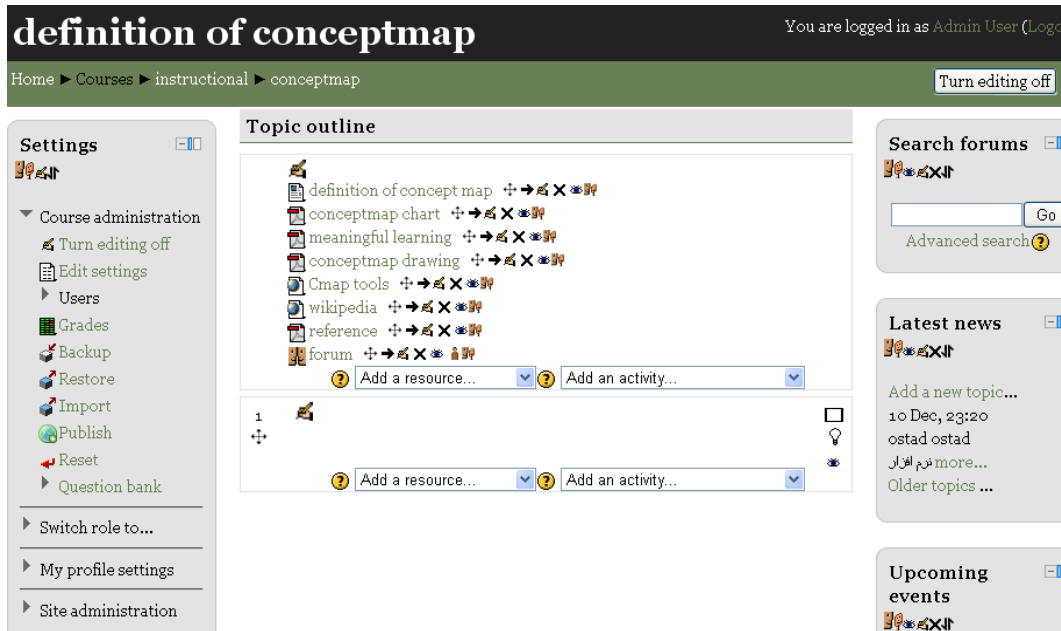 definition of conceptmap
You are logged in as Admin User (Logo
Home ► Courses ► instructional ► conceptmap
Turn editing off
Settings
Course administration
Turn editing off
Edit settings
Users
Grades
Backup
Restore
Import
Publish
Reset
Question bank
Switch role to...
My profile settings
Site administration
Topic outline
definition of concept map
conceptmap chart
meaningful learning
conceptmap drawing
Cmap tools
wikipedia
reference
forum
Add a resource... Add an activity...
1
Add a resource... Add an activity...
Search forums
Go
Advanced search
Latest news
Add a new topic...
10 Dec, 23:20
ostad ostad
نرم افزار more...
Older topics ...
Upcoming
events